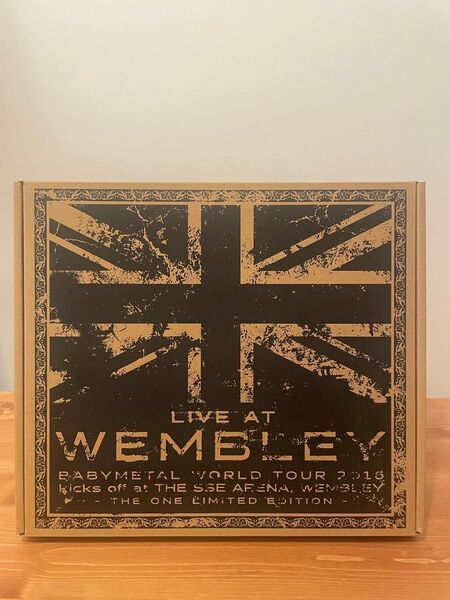 LIVE AT
WEMBLEY
BABYMETAL WORLD TOUR 2016
kicks off at THE SSE ARENA, WEMBLEY
- THE ONE LIMITED EDITION -